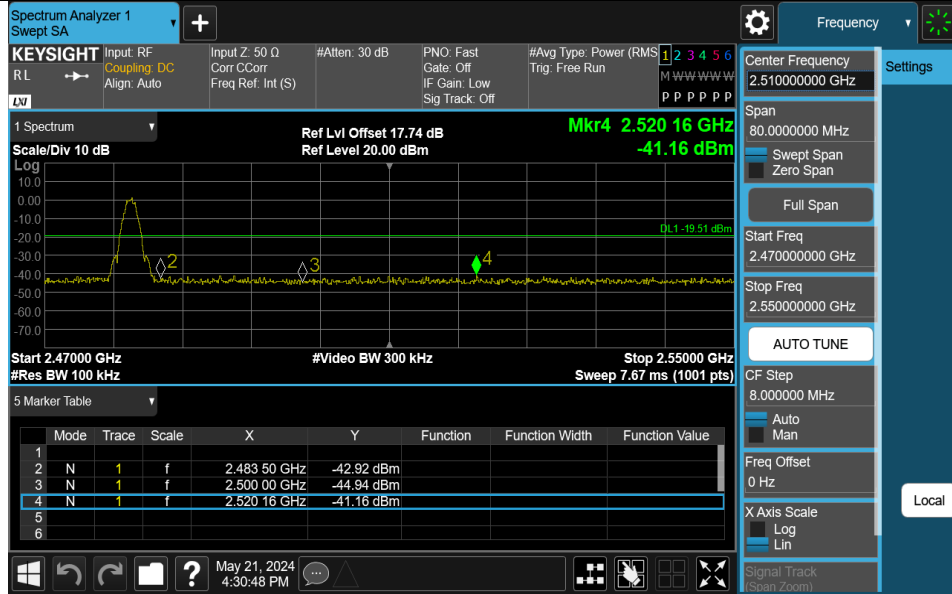 Spectrum Analyzer 1
Swept SA
+
Frequency
KEYSIGHT
RL
LXI
Input: RF
Coupling: DC
Align: Auto
Input Z: 50 Ω
Corr CCorr
Freq Ref: Int (S)
#Atten: 30 dB
PNO: Fast
Gate: Off
IF Gain: Low
Sig Track: Off
#Avg Type: Power (RMS
Trig: Free Run
1 2 3 4 5 6
M W W W W W
P P P P P P
1 Spectrum
Scale/Div 10 dB
Ref Lvl Offset 17.74 dB
Ref Level 20.00 dBm
Mkr4 2.520 16 GHz
-41.16 dBm
Log
10.0
0.00
-10.0
-20.0
-30.0
-40.0
-50.0
-60.0
-70.0
DL1 -19.51 dBm
2
3
4
Start 2.47000 GHz
#Res BW 100 kHz
#Video BW 300 kHz
Stop 2.55000 GHz
Sweep 7.67 ms (1001 pts)
5 Marker Table
Mode Trace Scale X Y Function Function Width Function Value
1
2 N 1 f 2.483 50 GHz -42.92 dBm
3 N 1 f 2.500 00 GHz -44.94 dBm
4 N 1 f 2.520 16 GHz -41.16 dBm
5
6
?
May 21, 2024
4:30:48 PM
Center Frequency
2.510000000 GHz
Settings
Span
80.0000000 MHz
Swept Span
Zero Span
Full Span
Start Freq
2.470000000 GHz
Stop Freq
2.550000000 GHz
AUTO TUNE
CF Step
8.000000 MHz
Auto
Man
Freq Offset
0 Hz
X Axis Scale
Log
Lin
Local
Signal Track
(Span Zoom)